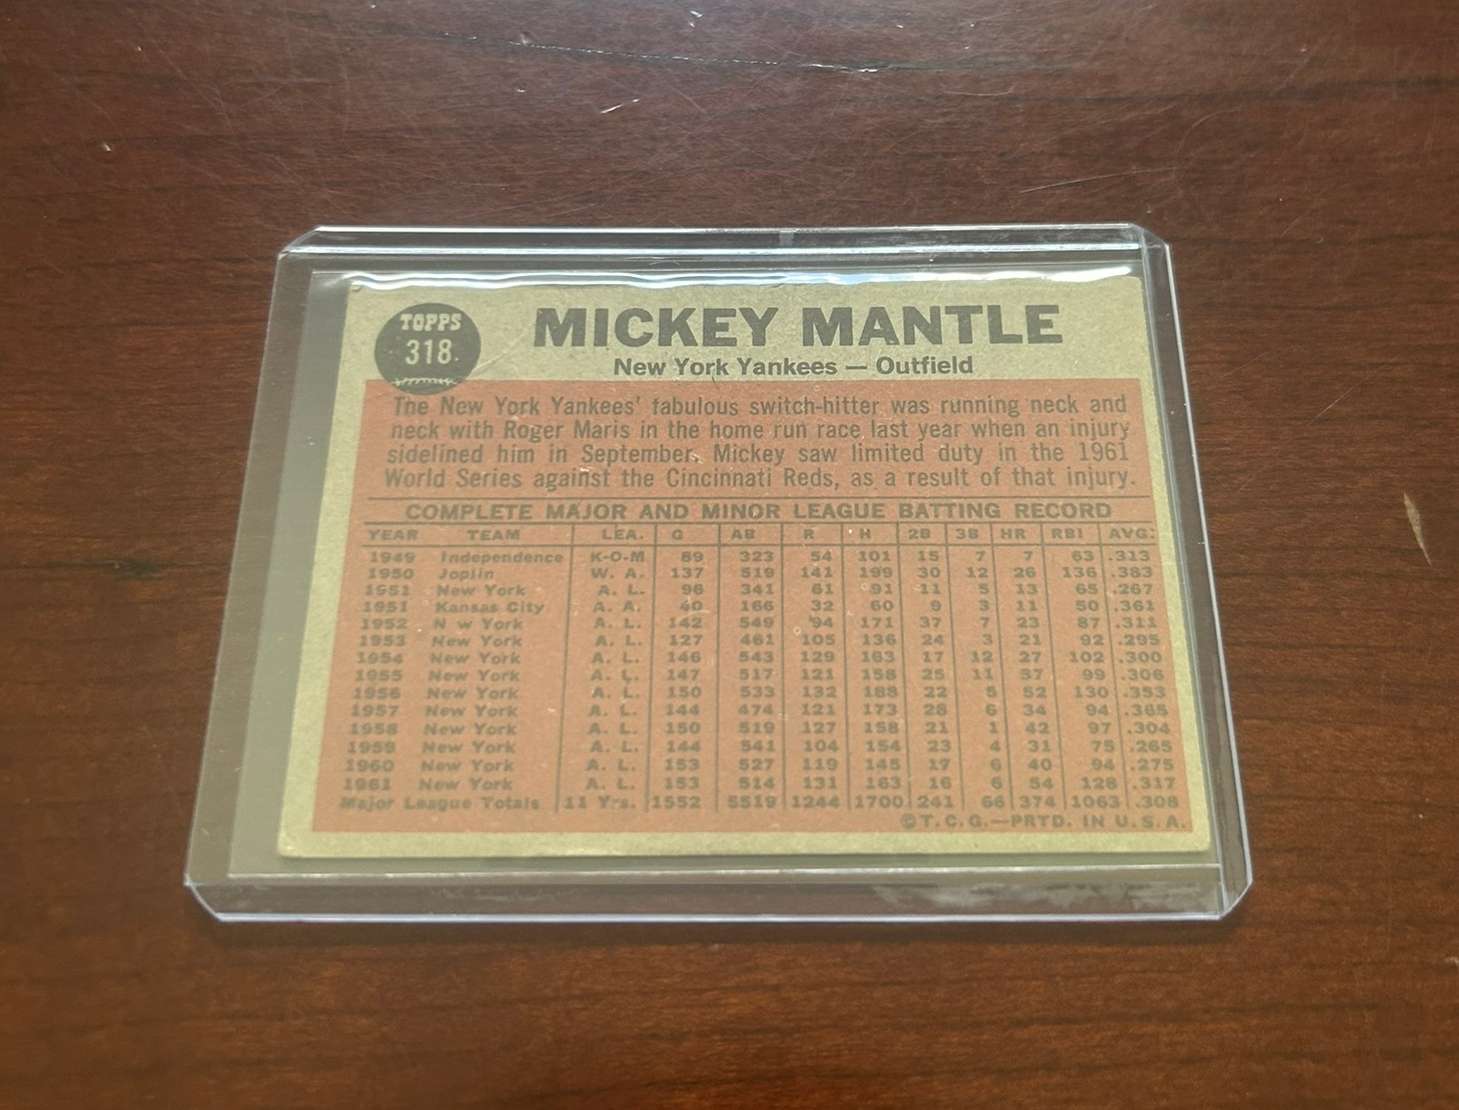 TOPPS
318.
MICKEY MANTLE
New York Yankees — Outfield
The New York Yankees' fabulous switch-hitter was running neck and
neck with Roger Maris in the home run race last year when an injury
sidelined him in September. Mickey saw limited duty in the 1961
World Series against the Cincinnati Reds, as a result of that injury.
COMPLETE MAJOR AND MINOR LEAGUE BATTING RECORD
YEAR TEAM LEA. G AB R H 2B 3B HR RBI AVG.
1949 Independence K-O-M 89 323 54 101 15 7 7 63 .313
1950 Joplin W. A. 137 519 141 199 30 12 26 136 .383
1951 New York A. L. 96 341 61 91 11 5 13 65 .267
1951 Kansas City A. A. 40 166 32 60 9 3 11 50 .361
1952 N w York A. L. 142 549 94 171 37 7 23 87 .311
1953 New York A. L. 127 461 105 136 24 3 21 92 .295
1954 New York A. L. 146 543 129 163 17 12 27 102 .300
1955 New York A. L. 147 517 121 158 25 11 37 99 .306
1956 New York A. L. 150 533 132 188 22 5 52 130 .353
1957 New York A. L. 144 474 121 173 28 6 34 94 .365
1958 New York A. L. 150 519 127 158 21 1 42 97 .304
1959 New York A. L. 144 541 104 154 23 4 31 75 .265
1960 New York A. L. 153 527 119 145 17 6 40 94 .275
1961 New York A. L. 153 514 131 163 16 6 54 128 .317
Major League Totals 11 Yrs. 1552 5519 1244 1700 241 66 374 1063 .308
©T.C.G.—PRTD. IN U.S.A.